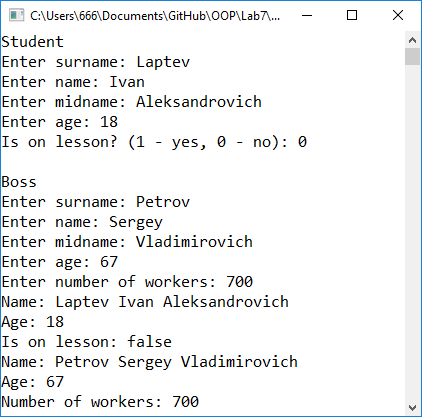 C:\Users\666\Documents\GitHub\OOP\Lab7\...
Student
Enter surname: Laptev
Enter name: Ivan
Enter midname: Aleksandrovich
Enter age: 18
Is on lesson? (1 - yes, 0 - no): 0
Boss
Enter surname: Petrov
Enter name: Sergey
Enter midname: Vladimirovich
Enter age: 67
Enter number of workers: 700
Name: Laptev Ivan Aleksandrovich
Age: 18
Is on lesson: false
Name: Petrov Sergey Vladimirovich
Age: 67
Number of workers: 700